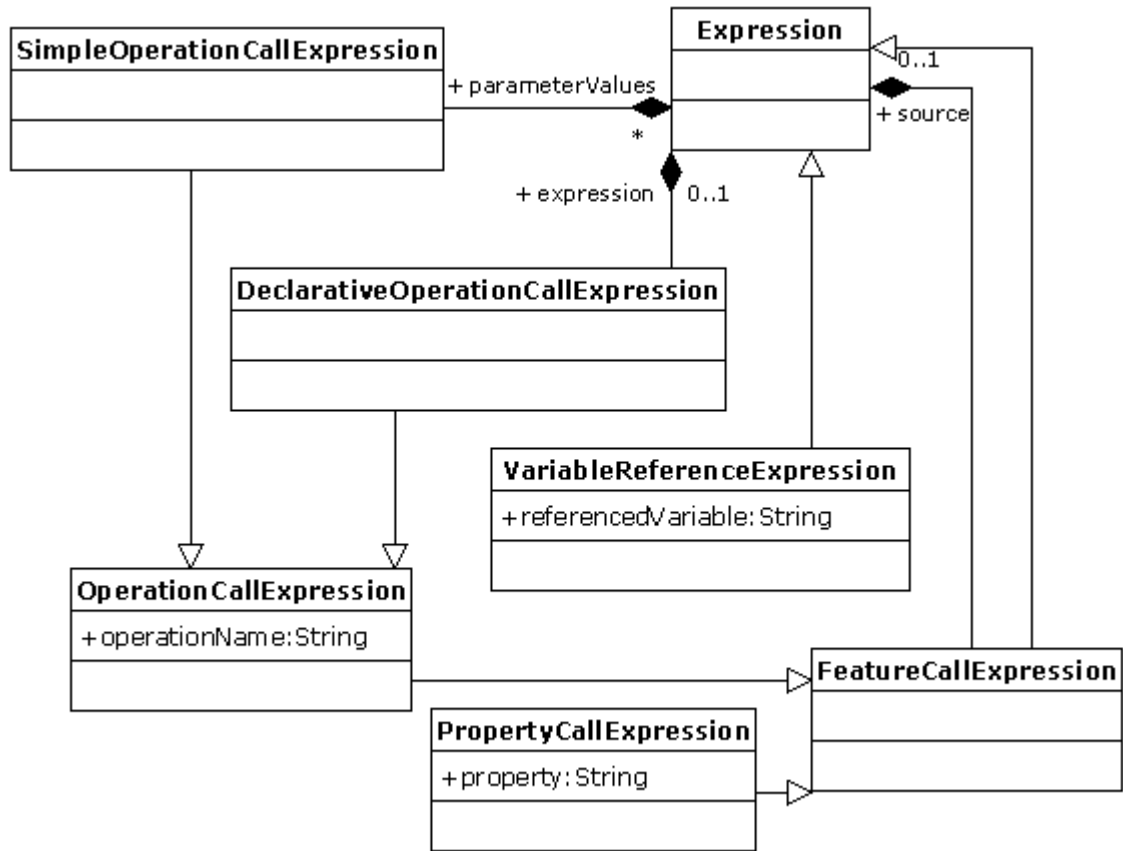 Expression
SimpleOperationCallExpression
0..1
+ parameterValues
+ source
*
+ expression
0..1
DeclarativeOperationCallExpression
VariableReferenceExpression
+referencedVariable:String
OperationCallExpression
+operationName:String
FeatureCallExpression
PropertyCallExpression
+property:String